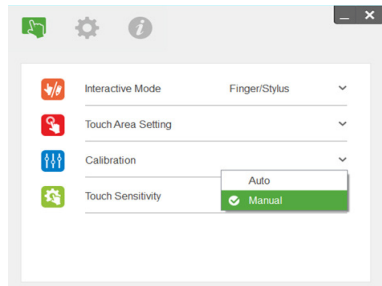 Interactive Mode Finger/Stylus
Touch Area Setting
Calibration
Auto
Touch Sensitivity Manual